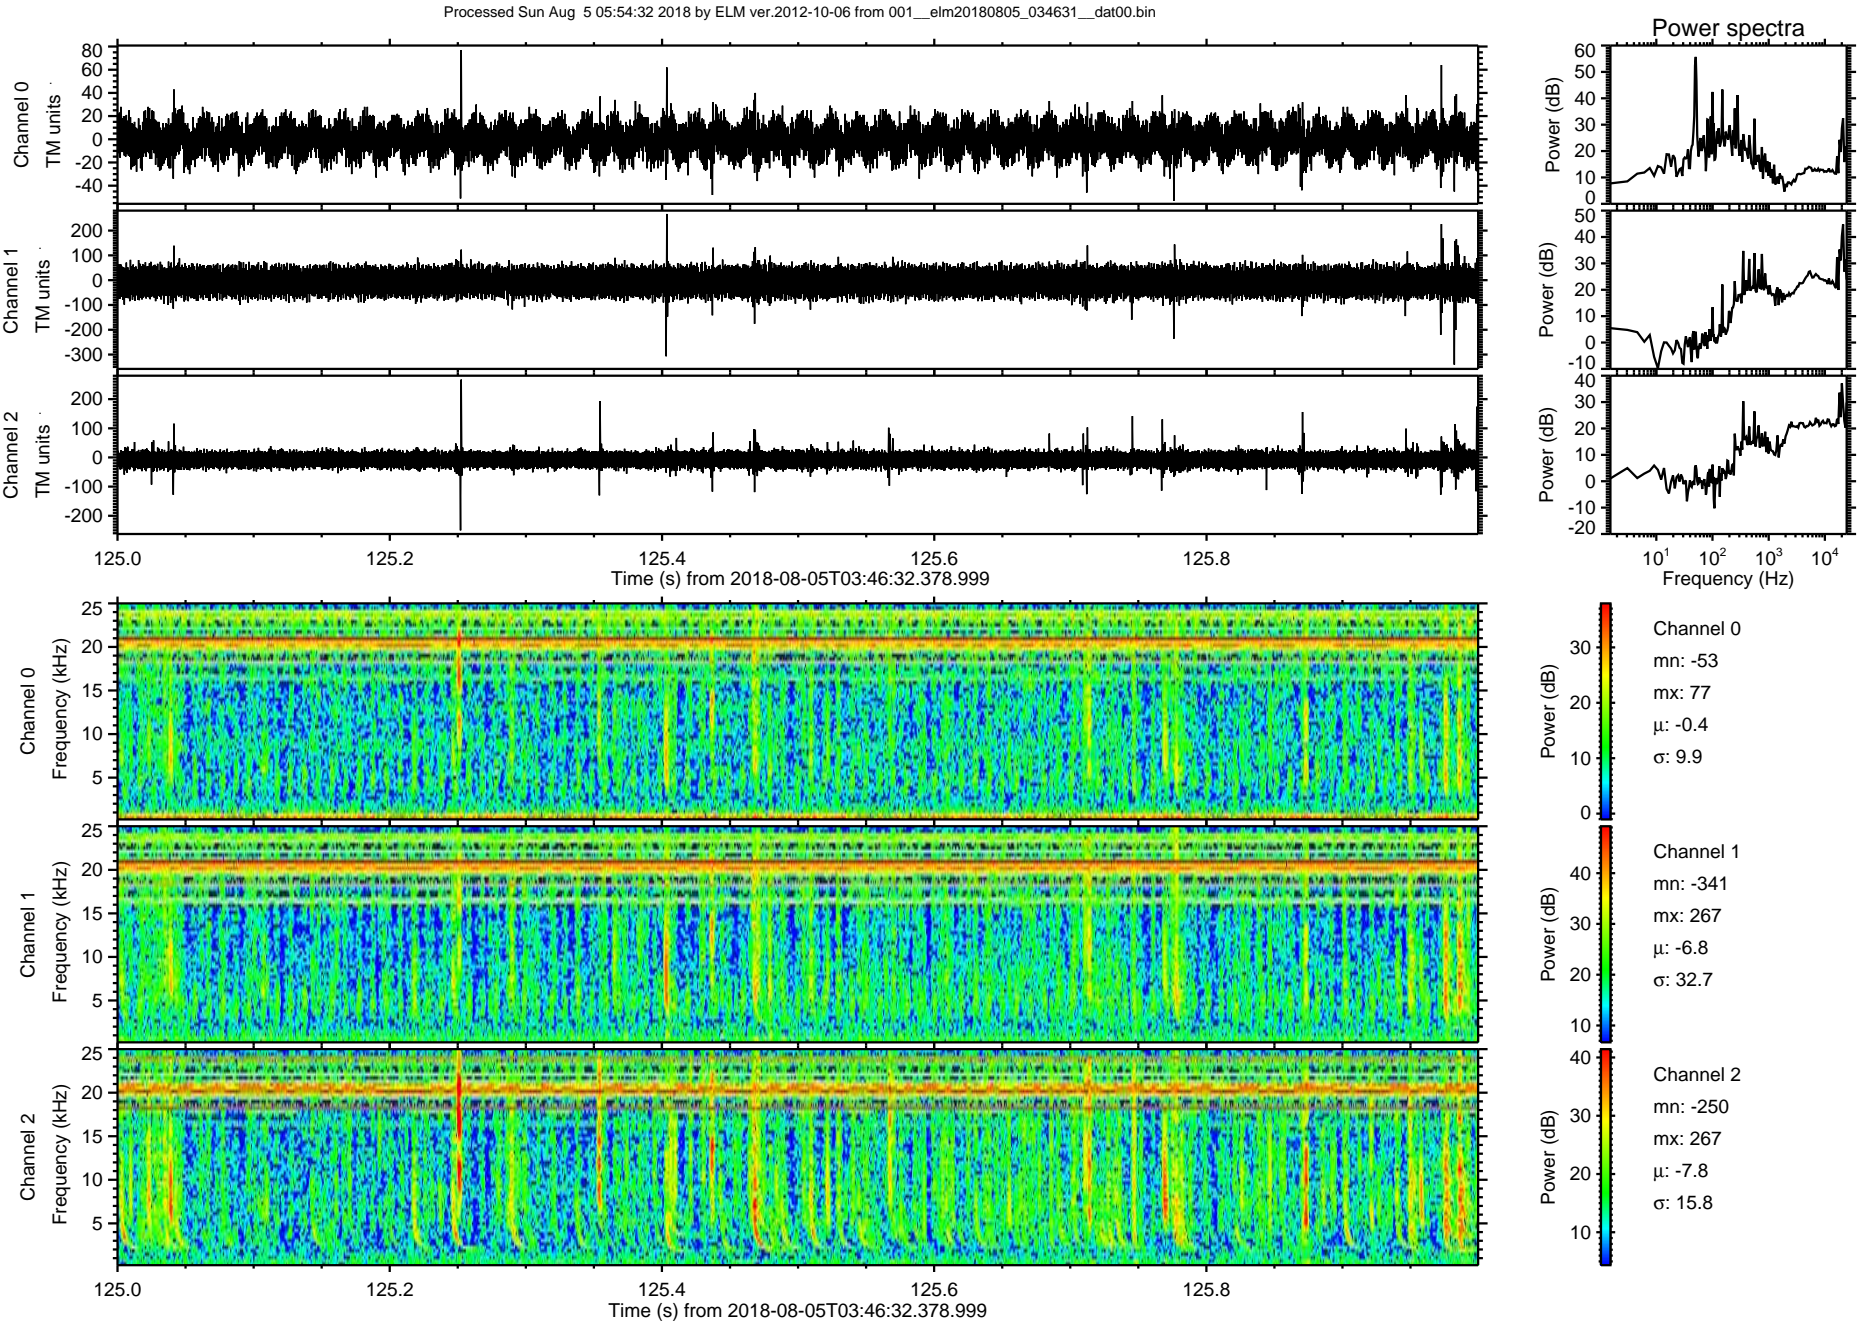 Processed Sun Aug  5 05:54:32 2018 by ELM ver.2012-10-06 from 001__elm20180805_034631__dat00.bin
Power spectra
Channel 0
TM units
80
60
40
20
0
-20
-40
Power (dB)
60
50
40
30
20
10
0
Channel 1
TM units
200
100
0
-100
-200
-300
Power (dB)
50
40
30
20
10
0
-10
Channel 2
TM units
200
100
0
-100
-200
Power (dB)
40
30
20
10
0
-10
-20
125.0 125.2 125.4 125.6 125.8
Time (s) from 2018-08-05T03:46:32.378.999
10^1 10^2 10^3 10^4
Frequency (Hz)
Channel 0
Frequency (kHz)
25
20
15
10
5
Power (dB)
30
20
10
0
Channel 0
mn: -53
mx: 77
µ: -0.4
σ: 9.9
Channel 1
Frequency (kHz)
25
20
15
10
5
Power (dB)
40
30
20
10
Channel 1
mn: -341
mx: 267
µ: -6.8
σ: 32.7
Channel 2
Frequency (kHz)
25
20
15
10
5
Power (dB)
40
30
20
10
Channel 2
mn: -250
mx: 267
µ: -7.8
σ: 15.8
125.0 125.2 125.4 125.6 125.8
Time (s) from 2018-08-05T03:46:32.378.999